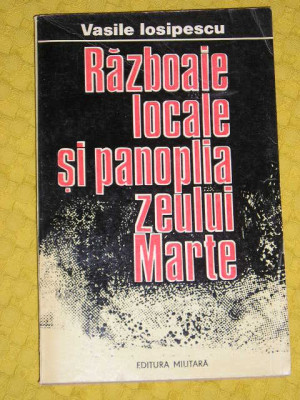 Vasile Iosipescu
Războaie
locale
și panoplia
zeului
Marte
EDITURA MILITARĂ